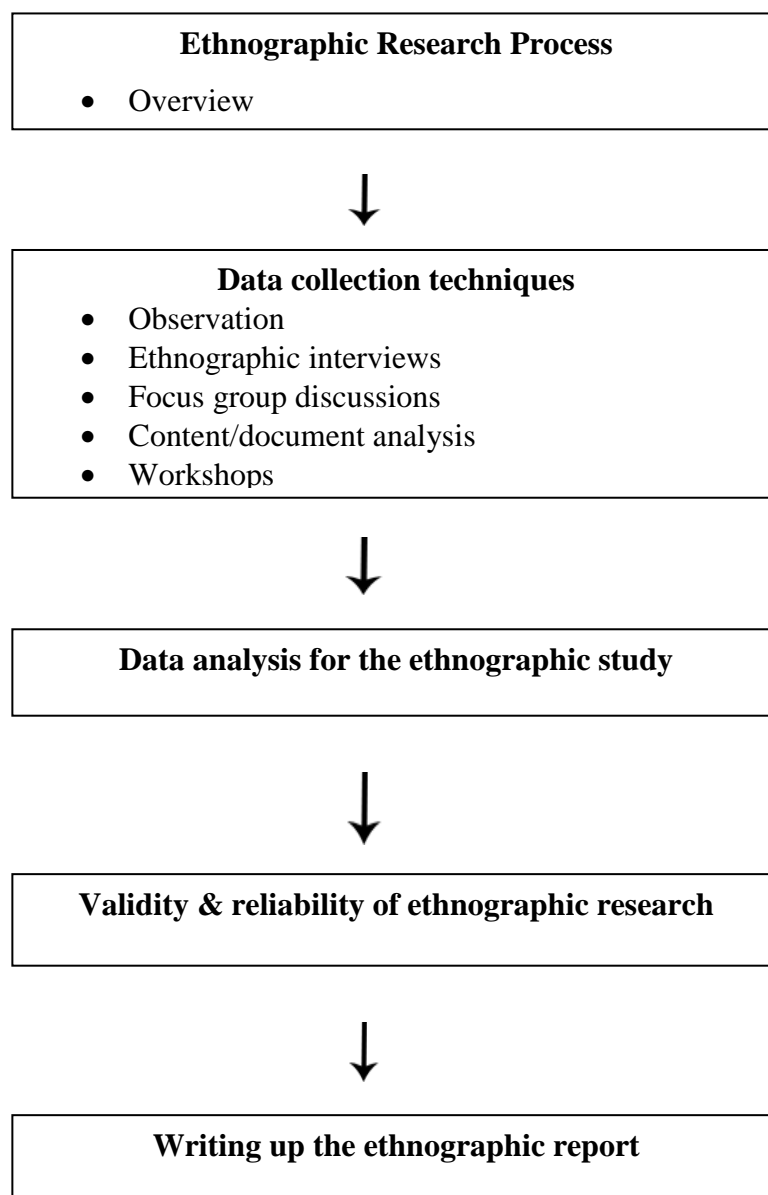 Ethnographic Research Process
• Overview
Data collection techniques
• Observation
• Ethnographic interviews
• Focus group discussions
• Content/document analysis
• Workshops
Data analysis for the ethnographic study
Validity & reliability of ethnographic research
Writing up the ethnographic report